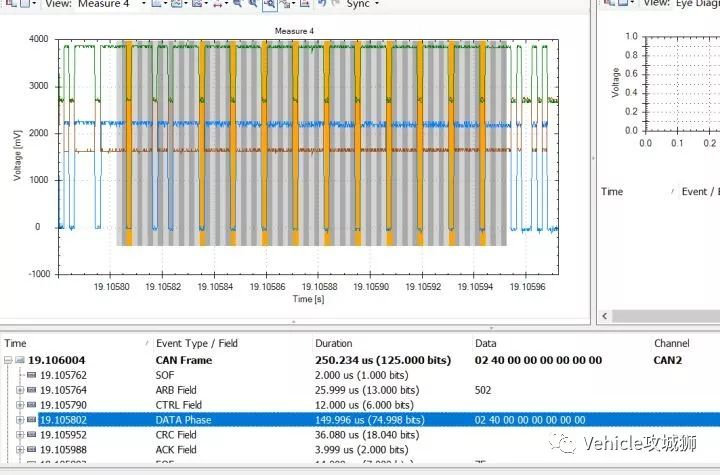 View: Measure 4
Sync
View: Eye Diag
Measure 4
4000
3000
2000
1000
0
-1000
Voltage [mV]
19.10580
19.10582
19.10584
19.10586
19.10588
19.10590
19.10592
19.10594
19.10596
Time [s]
1.0
0.8
0.6
0.4
0.2
0.0
Voltage
0.0
0.1
0.2
Time Event /
Time Event Type / Field Duration Data Channel
19.106004 CAN Frame 250.234 us (125.000 bits) 02 40 00 00 00 00 00 00 CAN2
19.105762 SOF 2.000 us (1.000 bits)
19.105764 ARB Field 25.999 us (13.000 bits) 502
19.105790 CTRL Field 12.000 us (6.000 bits)
19.105802 DATA Phase 149.996 us (74.998 bits) 02 40 00 00 00 00 00 00
19.105952 CRC Field 36.080 us (18.040 bits)
19.105988 ACK Field 3.999 us (2.000 bits)
Vehicle攻城狮